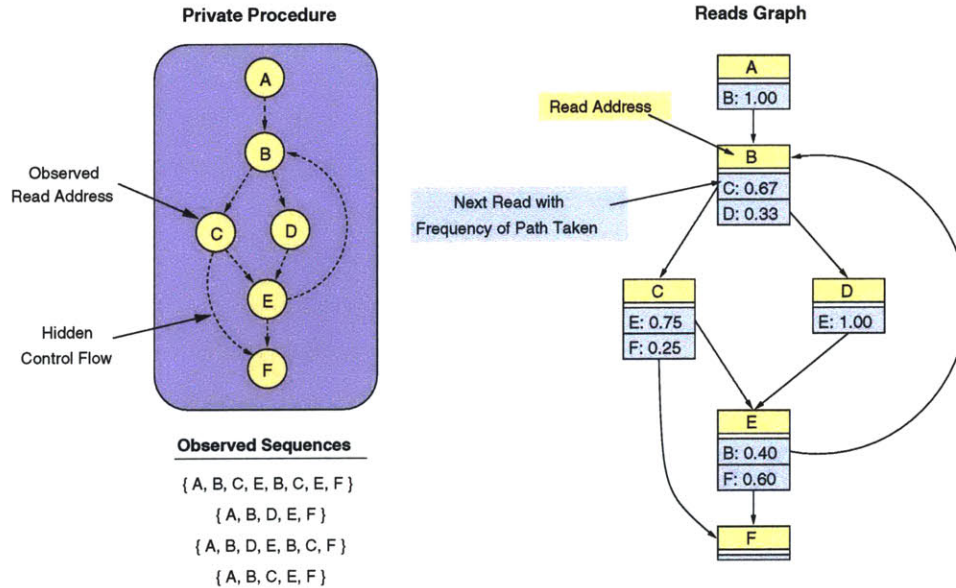 Private Procedure
A
B
C
D
E
F
Observed
Read Address
Hidden
Control Flow
Observed Sequences
{ A, B, C, E, B, C, E, F }
{ A, B, D, E, F }
{ A, B, D, E, B, C, F }
{ A, B, C, E, F }
Reads Graph
A
B: 1.00
Read Address
B
C: 0.67
D: 0.33
Next Read with
Frequency of Path Taken
C
E: 0.75
F: 0.25
D
E: 1.00
E
B: 0.40
F: 0.60
F